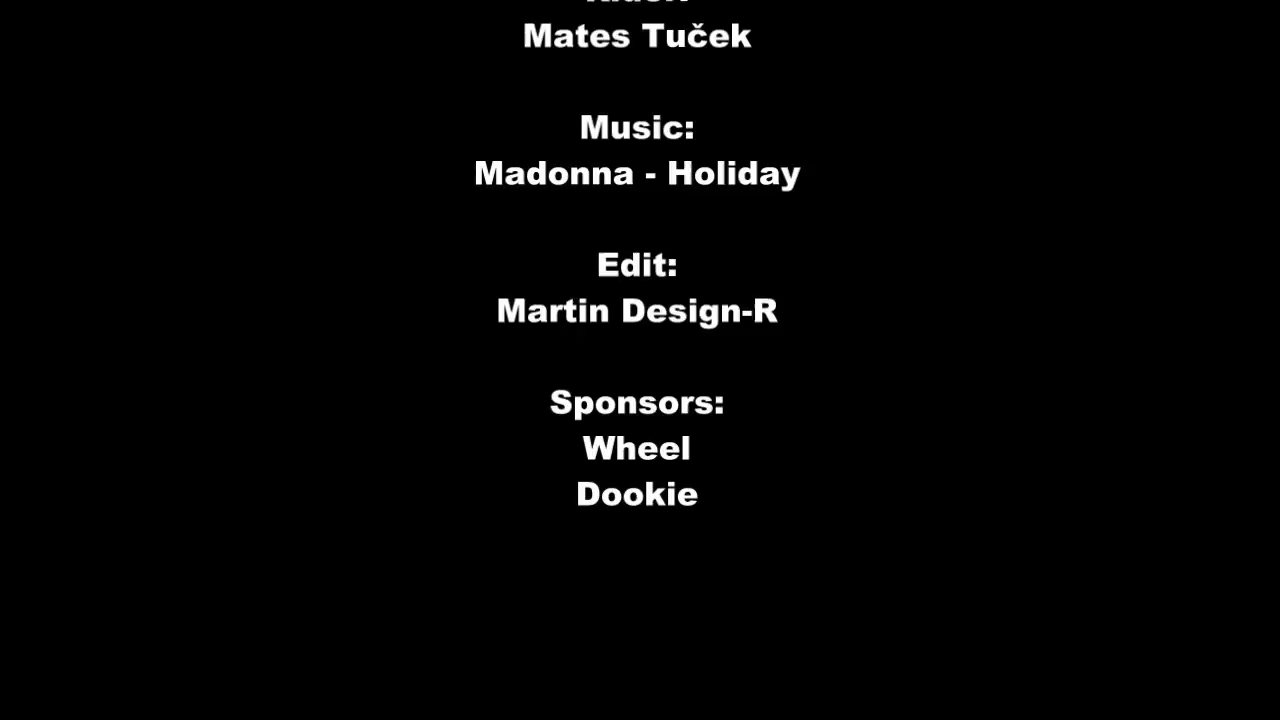 Mates Tuček
Music:
Madonna - Holiday
Edit:
Martin Design-R
Sponsors:
Wheel
Dookie